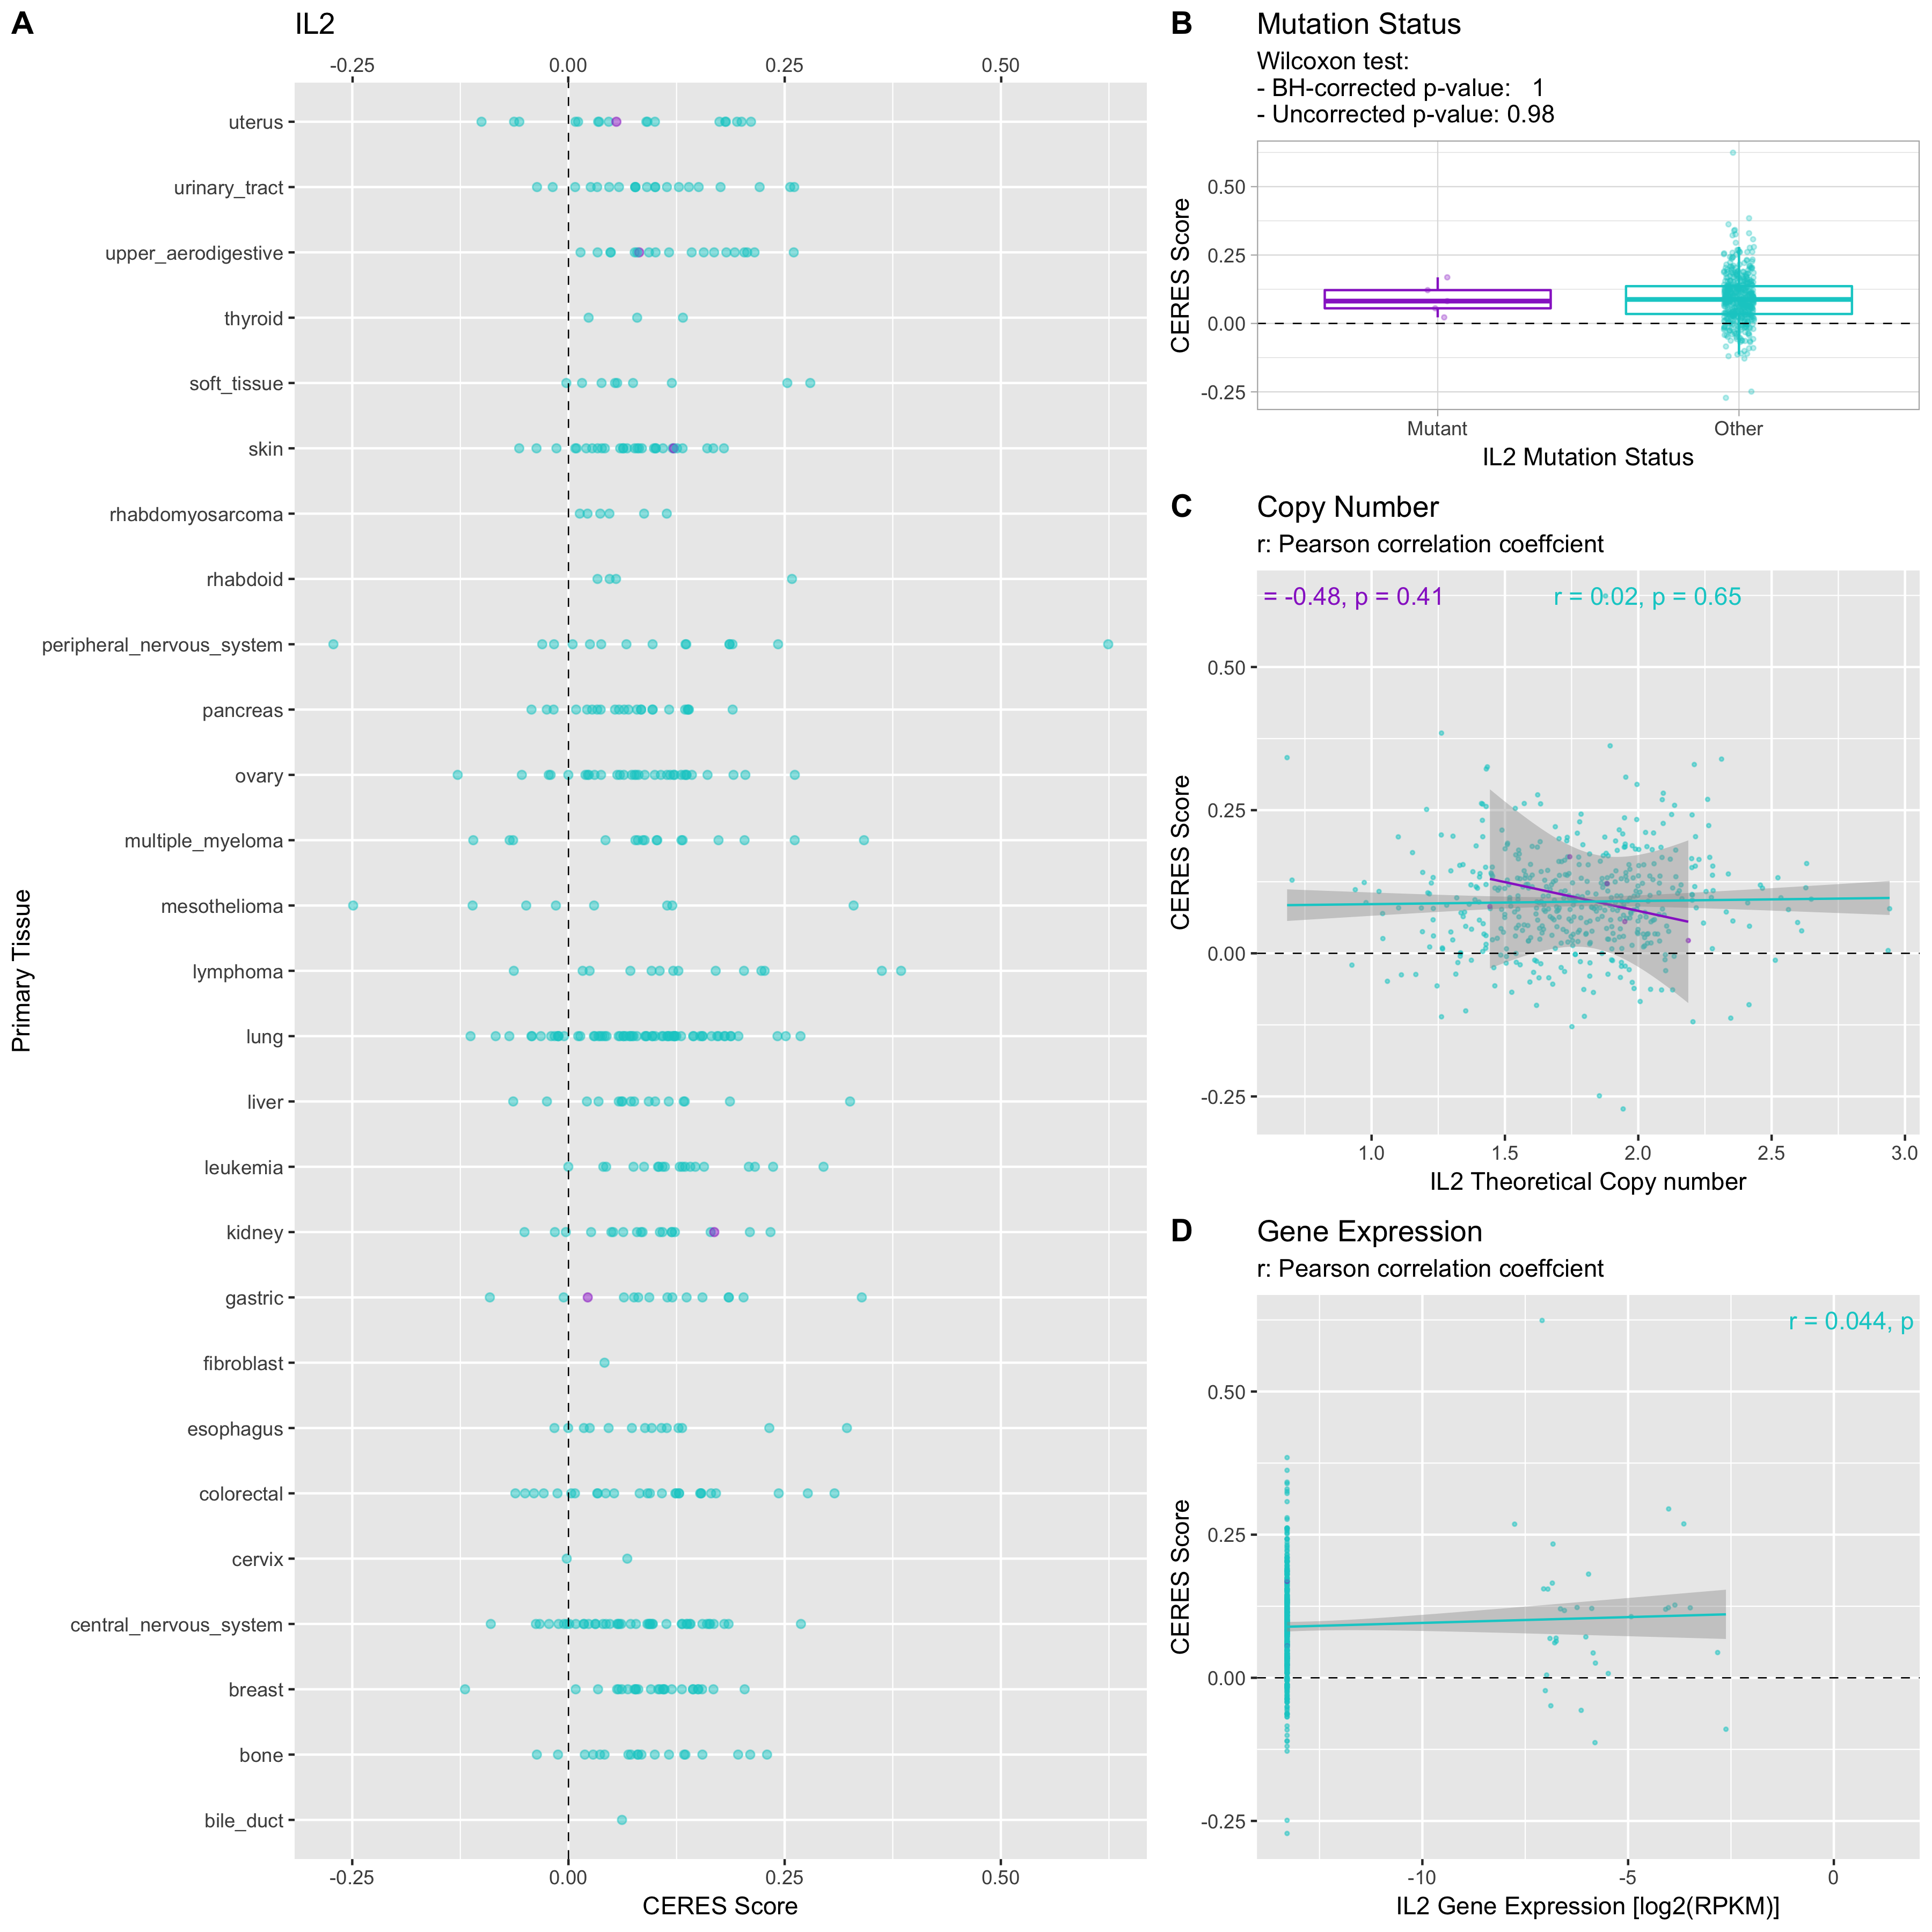 A
IL2
-0.25 0.00 0.25 0.50
uterus
urinary_tract
upper_aerodigestive
thyroid
soft_tissue
skin
rhabdomyosarcoma
rhabdoid
peripheral_nervous_system
pancreas
ovary
multiple_myeloma
mesothelioma
lymphoma
lung
liver
leukemia
kidney
gastric
fibroblast
esophagus
colorectal
cervix
central_nervous_system
breast
bone
bile_duct
Primary Tissue
-0.25 0.00 0.25 0.50
CERES Score
B
Mutation Status
Wilcoxon test:
- BH-corrected p-value: 1
- Uncorrected p-value: 0.98
CERES Score
0.50
0.25
0.00
-0.25
Mutant Other
IL2 Mutation Status
C
Copy Number
r: Pearson correlation coeffcient
= -0.48, p = 0.41 r = 0.02, p = 0.65
CERES Score
0.50
0.25
0.00
-0.25
1.0 1.5 2.0 2.5 3.0
IL2 Theoretical Copy number
D
Gene Expression
r: Pearson correlation coeffcient
r = 0.044, p
CERES Score
0.50
0.25
0.00
-0.25
-10 -5 0
IL2 Gene Expression [log2(RPKM)]